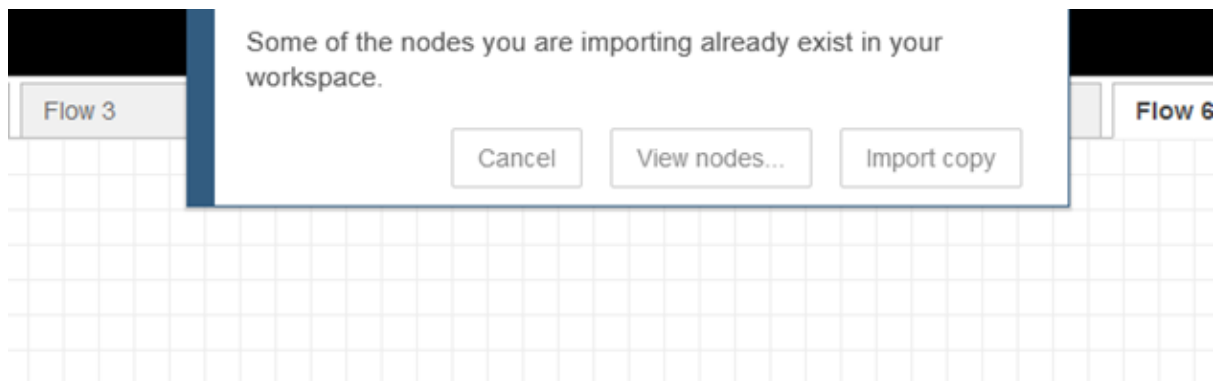 Some of the nodes you are importing already exist in your
workspace.
Flow 3
Flow 6
Cancel
View nodes...
Import copy